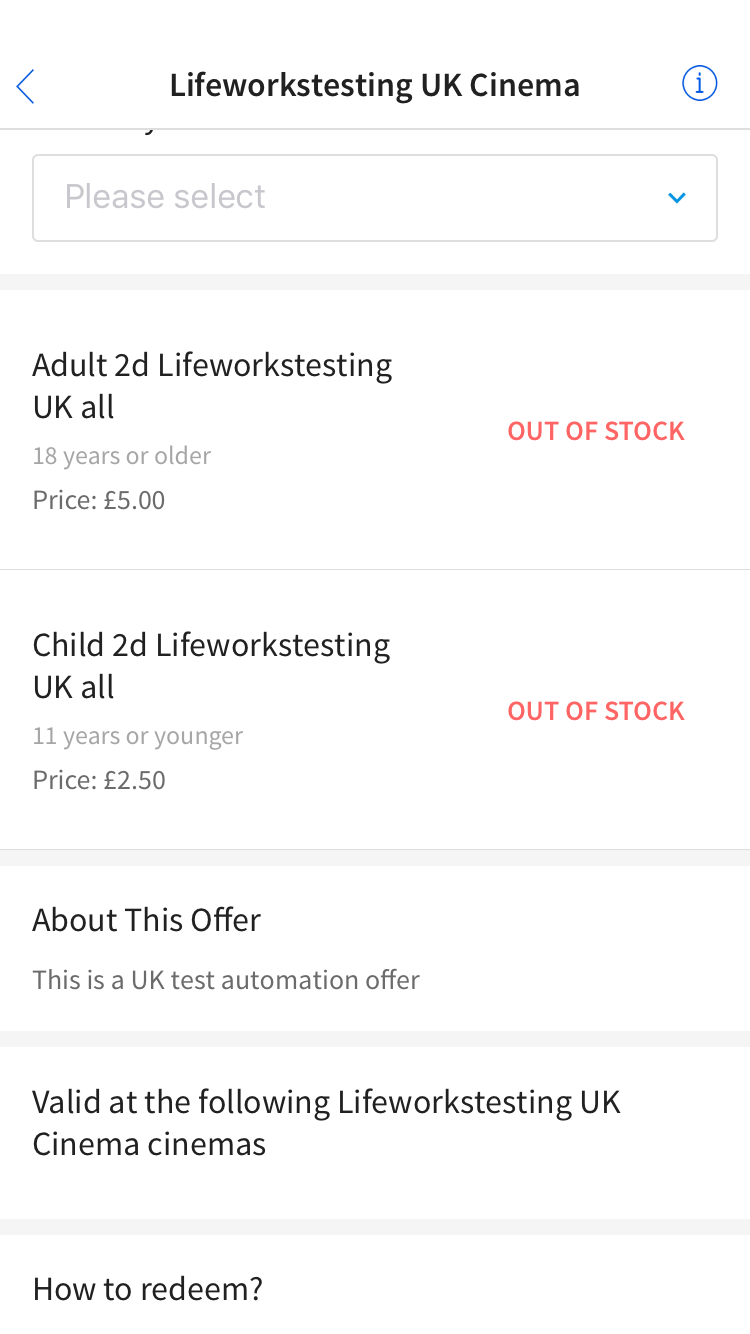 Lifeworkstesting UK Cinema
Please select
Adult 2d Lifeworkstesting
UK all
18 years or older
Price: £5.00
OUT OF STOCK
Child 2d Lifeworkstesting
UK all
11 years or younger
Price: £2.50
OUT OF STOCK
About This Offer
This is a UK test automation offer
Valid at the following Lifeworkstesting UK
Cinema cinemas
How to redeem?